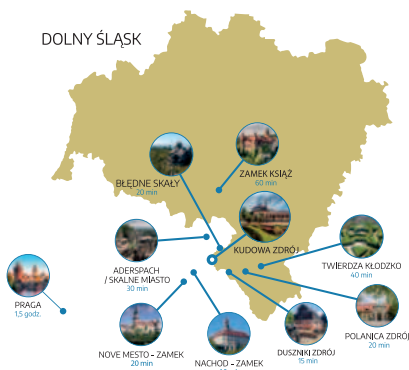 DOLNY ŚLĄSK
BŁĘDNE SKAŁY
20 min
ZAMEK KSIĄŻ
60 min
KUDOWA ZDRÓJ
ADERSPACH
/ SKALNE MIASTO
30 min
TWIERDZA KŁODZKO
40 min
PRAGA
1,5 godz.
NOVE MESTO – ZAMEK
20 min
NACHOD – ZAMEK
DUSZNIKI ZDRÓJ
15 min
POLANICA ZDRÓJ
20 min